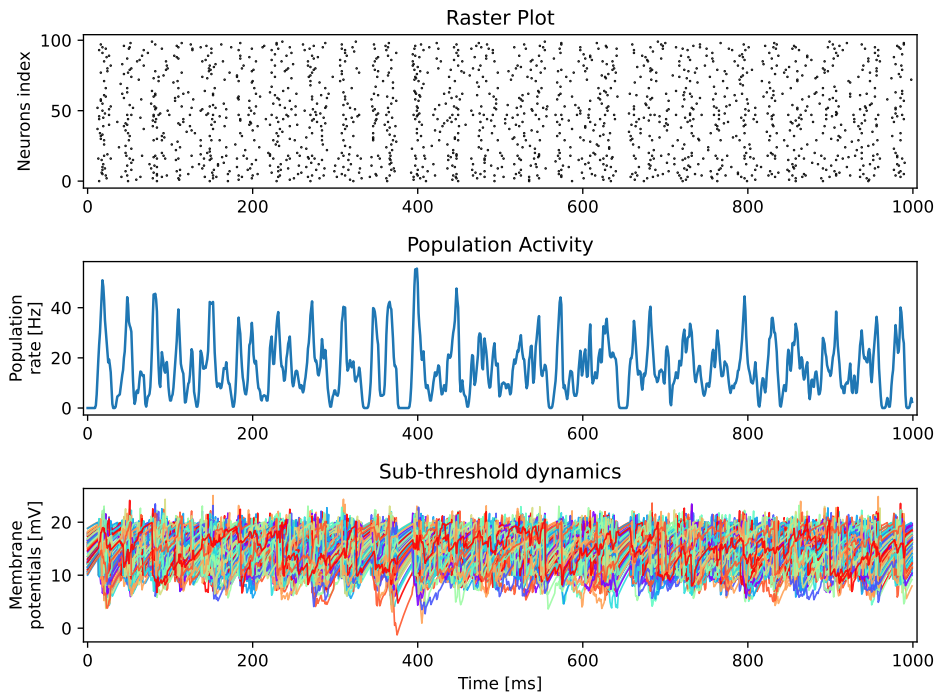 Raster Plot
Neurons index
100
50
0
0 200 400 600 800 1000
Population Activity
Population
rate [Hz]
40
20
0
0 200 400 600 800 1000
Sub-threshold dynamics
Membrane
potentials [mV]
20
10
0
0 200 400 600 800 1000
Time [ms]